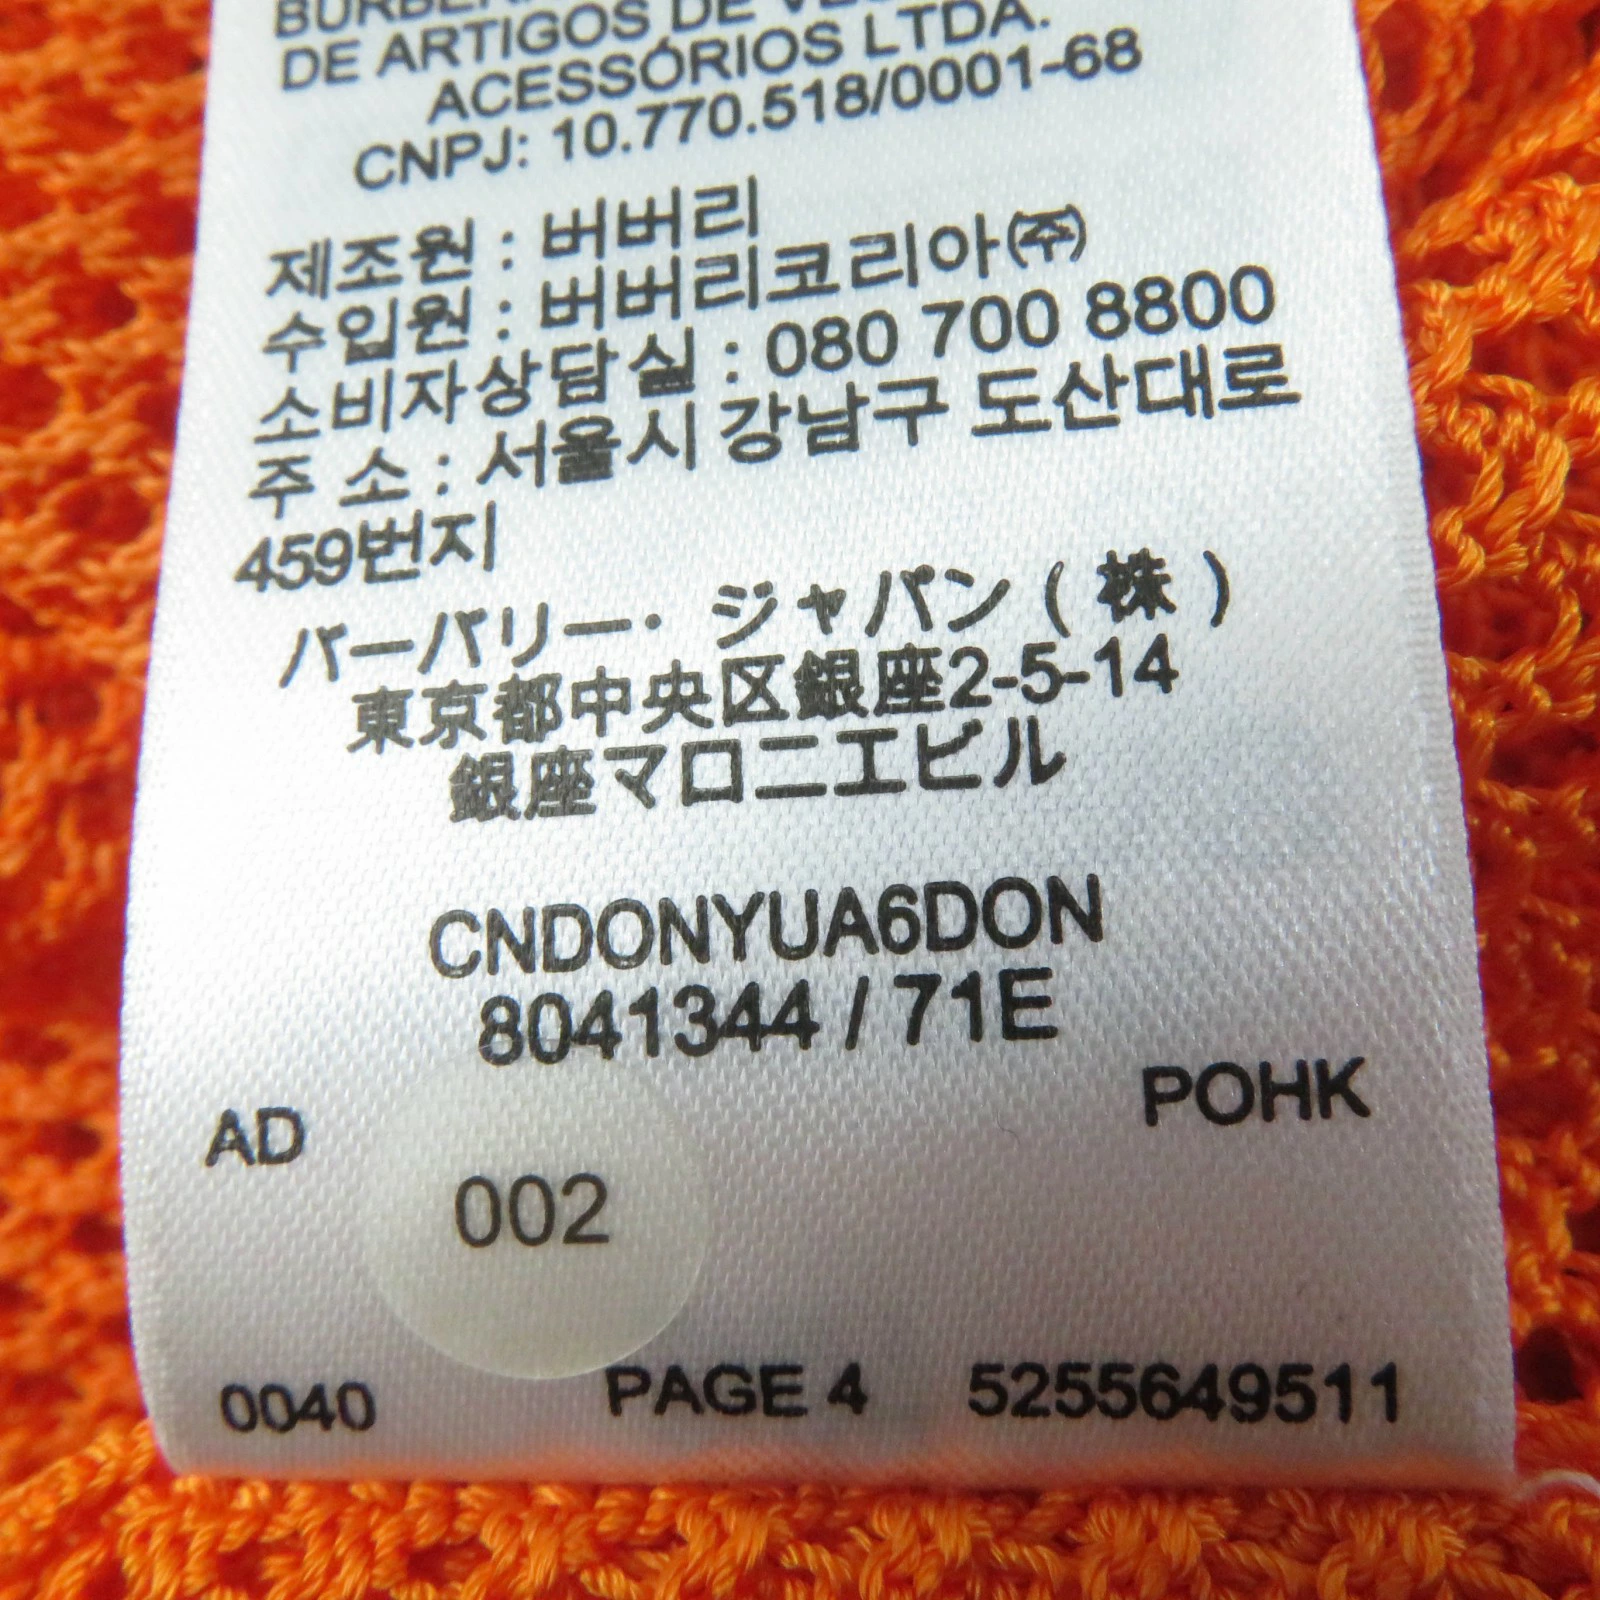 DE ARTIGOS DE
ACESSÓRIOS LTDA.
CNPJ: 10.770.518/0001-68
제조원 : 버버리
수입원 : 버버리코리아㈜
소비자상담실 : 080 700 8800
주 소 : 서울시 강남구 도산대로
459번지
バーバリー・ジャパン ( 株 )
東京都中央区銀座2-5-14
銀座マロニエビル
CNDONYUA6DON
8041344 / 71E
AD POHK
002
0040 PAGE 4 5255649511